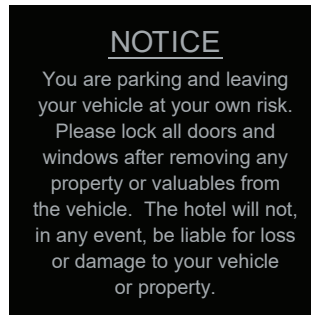 NOTICE
You are parking and leaving
your vehicle at your own risk.
Please lock all doors and
windows after removing any
property or valuables from
the vehicle.  The hotel will not,
in any event, be liable for loss
or damage to your vehicle
or property.